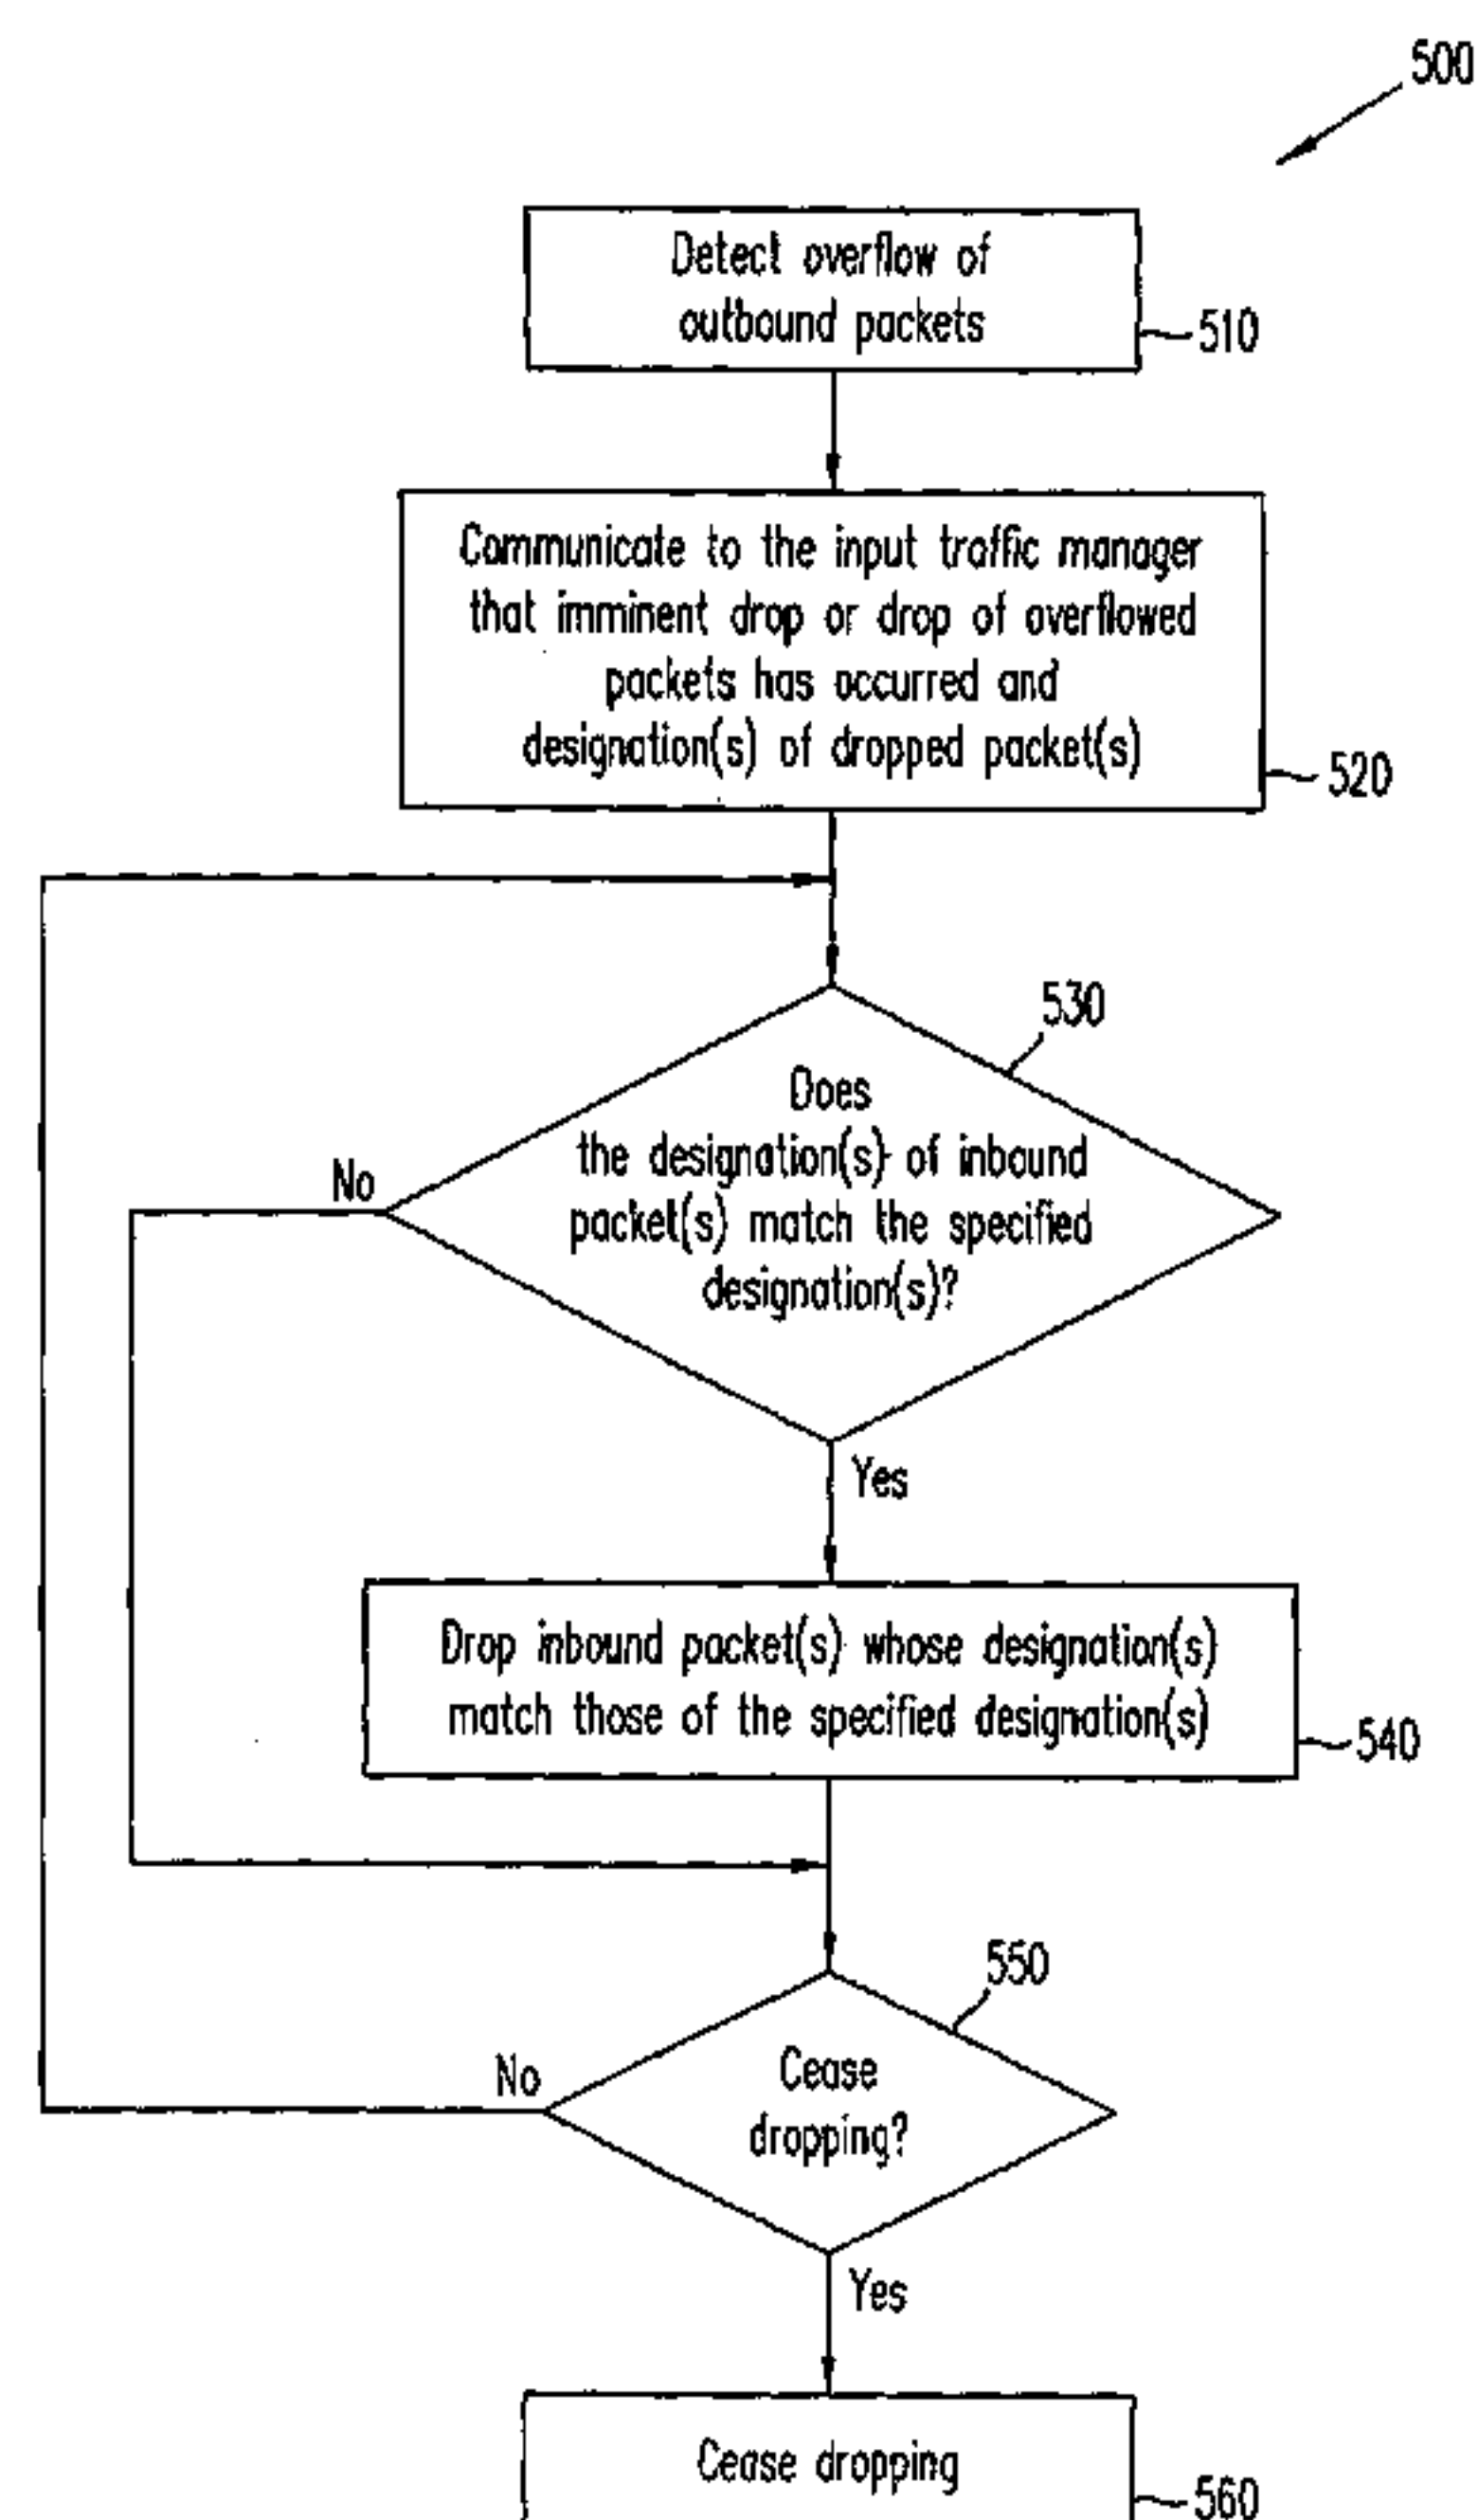 500
Detect overflow of
outbound packets
510
Communicate to the input traffic manager
that imminent drop or drop of overflowed
packets has occurred and
designation(s) of dropped packet(s)
520
530
Does
the designation(s) of inbound
packet(s) match the specified
designation(s)?
No
Yes
Drop inbound packet(s) whose designation(s)
match those of the specified designation(s)
540
550
Cease
dropping?
No
Yes
Cease dropping
560